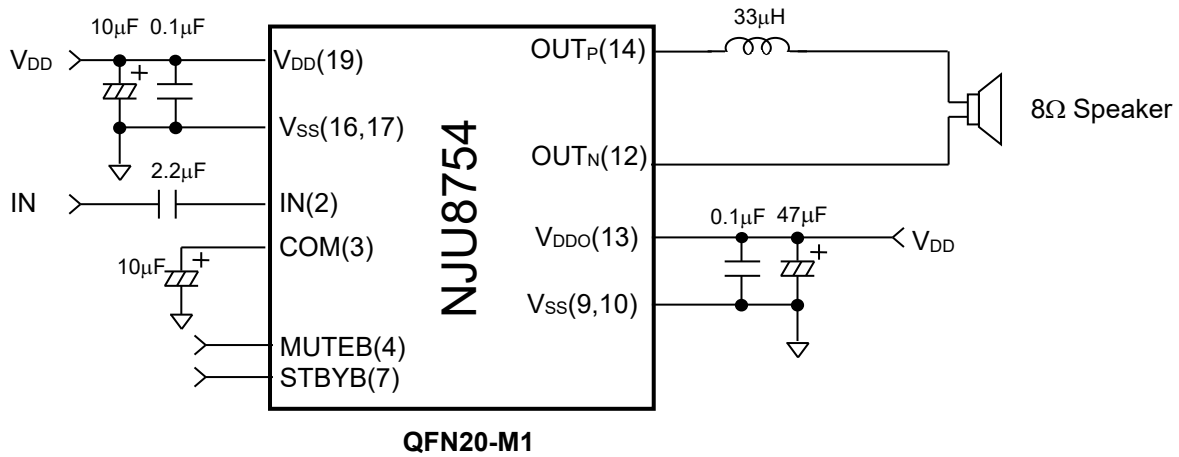 10μF 0.1μF
VDD
VDD(19)
VSS(16,17)
2.2μF
IN
IN(2)
COM(3)
10μF
MUTEB(4)
STBYB(7)
NJU8754
33μH
OUTP(14)
8Ω Speaker
OUTN(12)
0.1μF 47μF
VDDO(13)
VDD
VSS(9,10)
QFN20-M1
+
+
+